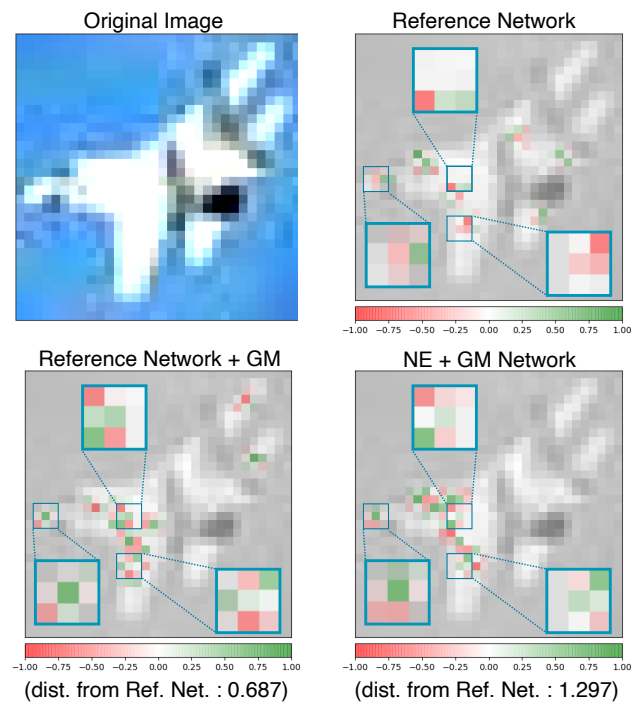 Original Image
Reference Network
−1.00 −0.75 −0.50 −0.25 0.00 0.25 0.50 0.75 1.00
Reference Network + GM
NE + GM Network
−1.00 −0.75 −0.50 −0.25 0.00 0.25 0.50 0.75 1.00
−1.00 −0.75 −0.50 −0.25 0.00 0.25 0.50 0.75 1.00
(dist. from Ref. Net. : 0.687)
(dist. from Ref. Net. : 1.297)